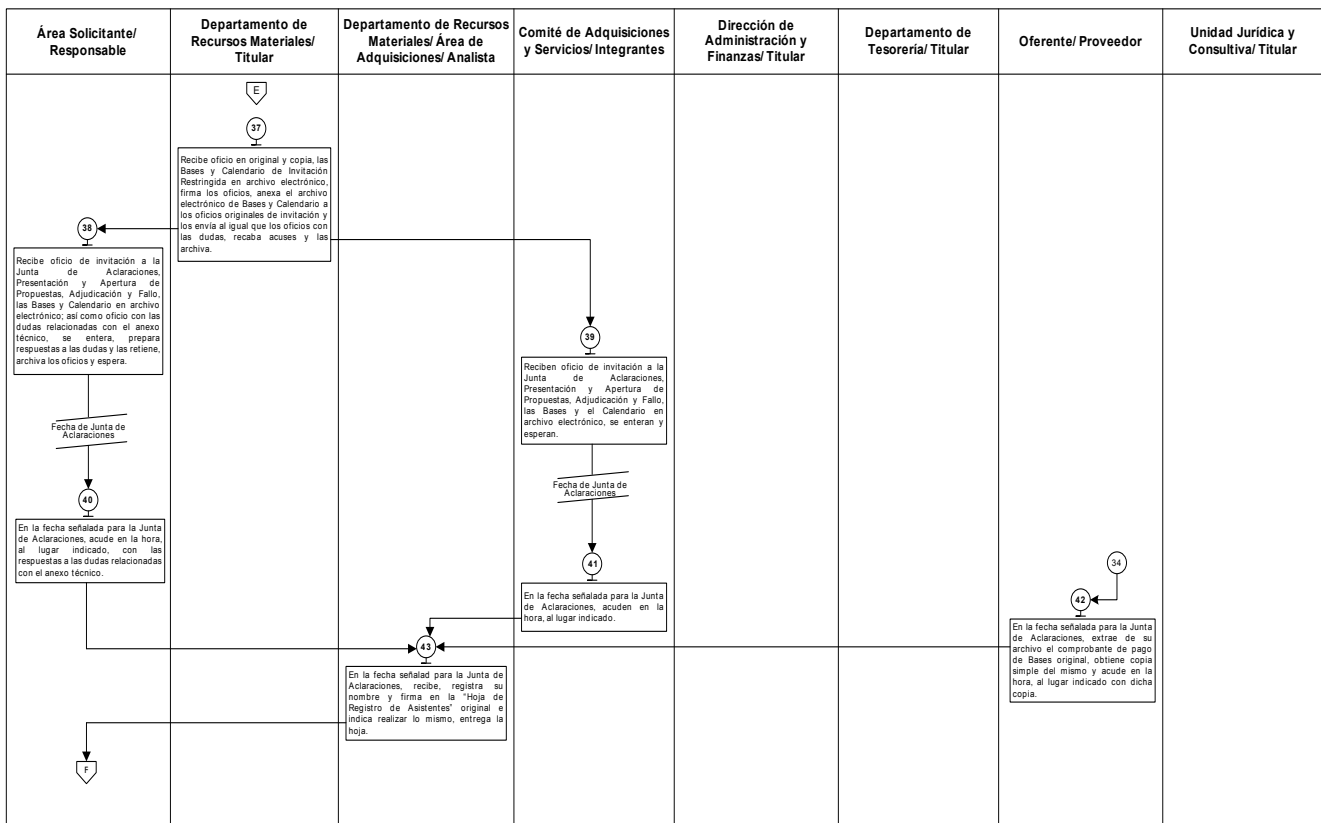 Área Solicitante/
Responsable
Departamento de
Recursos Materiales/
Titular
Departamento de Recursos
Materiales/ Área de
Adquisiciones/ Analista
Comité de Adquisiciones
y Servicios/ Integrantes
Dirección de
Administración y
Finanzas/ Titular
Departamento de
Tesorería/ Titular
Oferente/ Proveedor
Unidad Jurídica y
Consultiva/ Titular
E
37
Recibe oficio en original y copia, las
Bases y Calendario de Invitación
Restringida en archivo electrónico,
firma los oficios, anexa el archivo
electrónico de Bases y Calendario a
los oficios originales de invitación y
los envía al igual que los oficios con
las dudas, recaba acuses y las
archiva.
38
Recibe oficio de invitación a la
Junta de Aclaraciones,
Presentación y Apertura de
Propuestas, Adjudicación y Fallo,
las Bases y Calendario en archivo
electrónico; así como oficio con las
dudas relacionadas con el anexo
técnico, se entera, prepara
respuestas a las dudas y las retiene,
archiva los oficios y espera.
39
Reciben oficio de invitación a la
Junta de Aclaraciones,
Presentación y Apertura de
Propuestas, Adjudicación y Fallo,
las Bases y el Calendario en
archivo electrónico, se enteran y
esperan.
Fecha de Junta de
Aclaraciones
Fecha de Junta de
Aclaraciones
40
En la fecha señalada para la Junta
de Aclaraciones, acude en la hora,
al lugar indicado, con las
respuestas a las dudas relacionadas
con el anexo técnico.
41
En la fecha señalada para la Junta
de Aclaraciones, acuden en la
hora, al lugar indicado.
34
42
En la fecha señalada para la Junta
de Aclaraciones, extrae de su
archivo el comprobante de pago
de Bases original, obtiene copia
simple del mismo y acude en la
hora, al lugar indicado con dicha
copia.
43
En la fecha señalad para la Junta de
Aclaraciones, recibe, registra su
nombre y firma en la "Hoja de
Registro de Asistentes" original e
indica realizar lo mismo, entrega la
hoja.
F